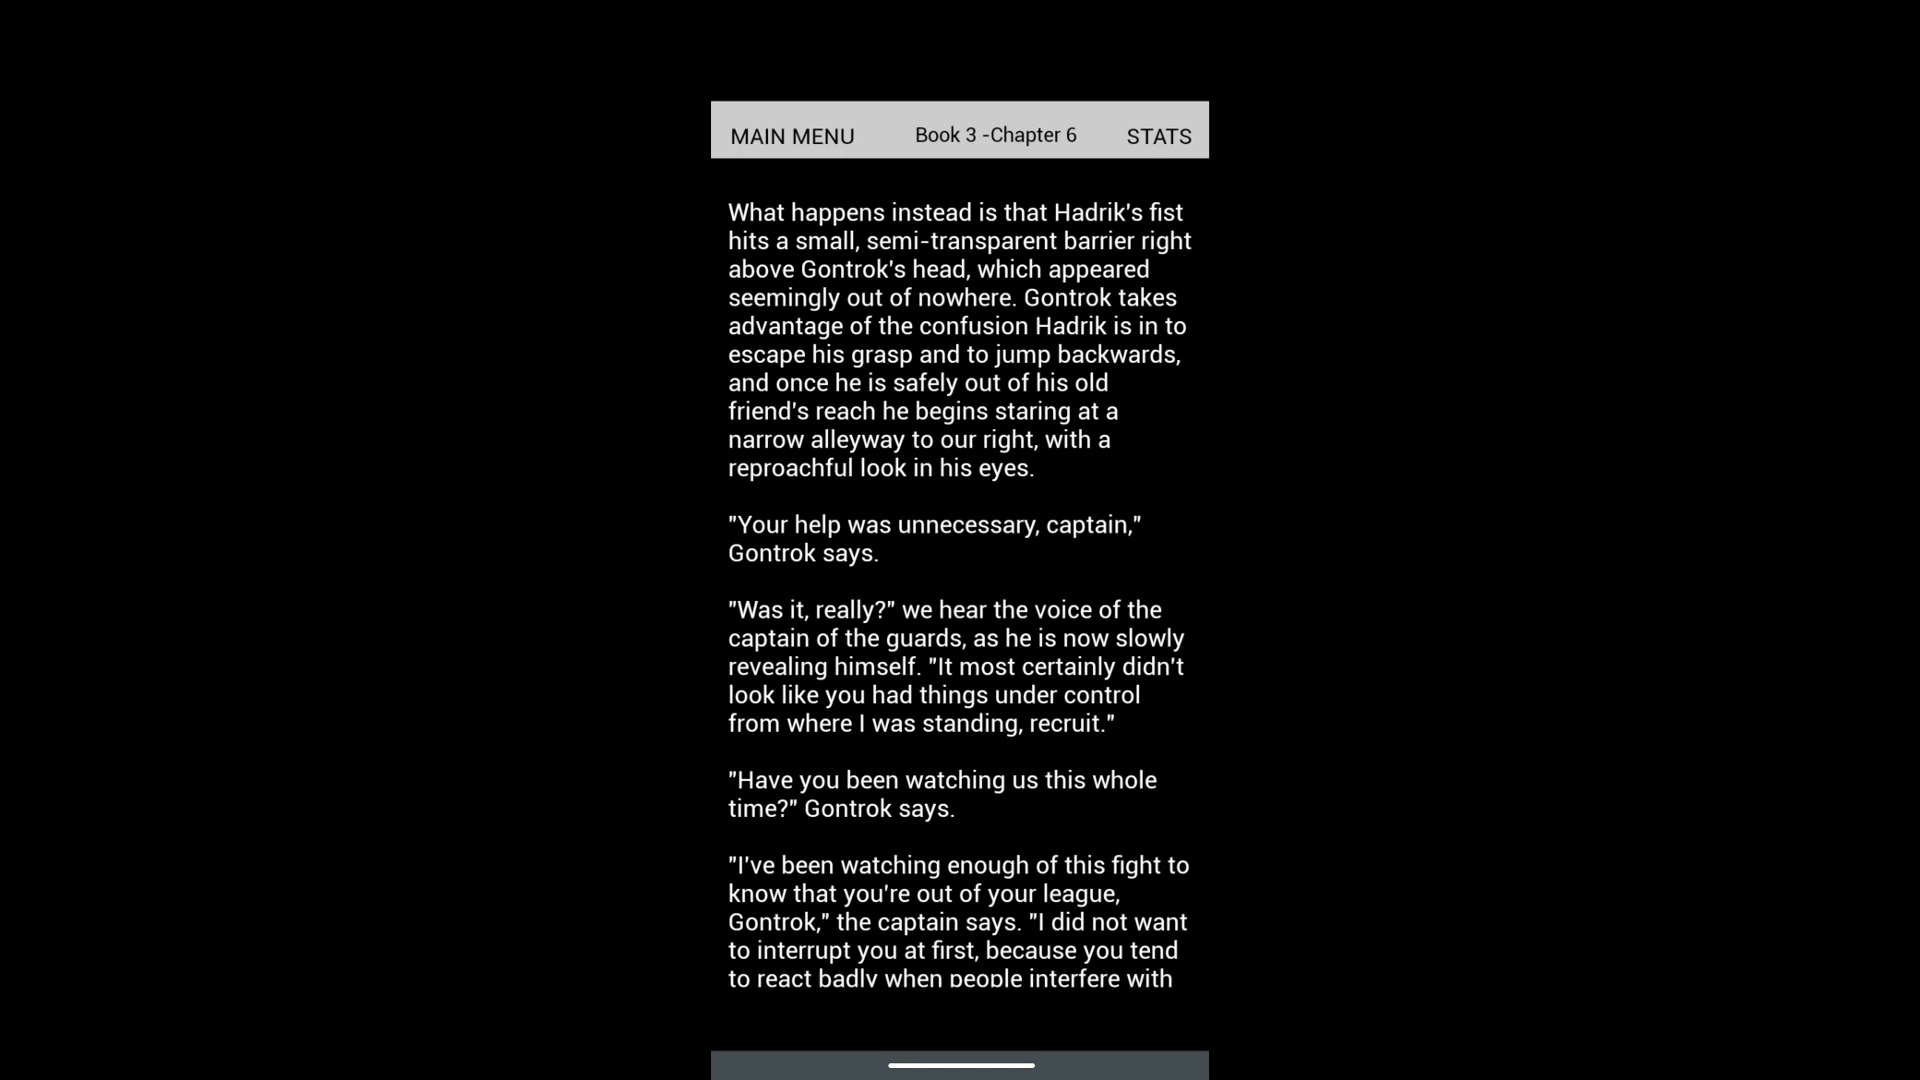 MAIN MENU Book 3 -Chapter 6 STATS
What happens instead is that Hadrik's fist
hits a small, semi-transparent barrier right
above Gontrok's head, which appeared
seemingly out of nowhere. Gontrok takes
advantage of the confusion Hadrik is in to
escape his grasp and to jump backwards,
and once he is safely out of his old
friend's reach he begins staring at a
narrow alleyway to our right, with a
reproachful look in his eyes.
"Your help was unnecessary, captain,"
Gontrok says.
"Was it, really?" we hear the voice of the
captain of the guards, as he is now slowly
revealing himself. "It most certainly didn't
look like you had things under control
from where I was standing, recruit."
"Have you been watching us this whole
time?" Gontrok says.
"I've been watching enough of this fight to
know that you're out of your league,
Gontrok," the captain says. "I did not want
to interrupt you at first, because you tend
to react badly when people interfere with